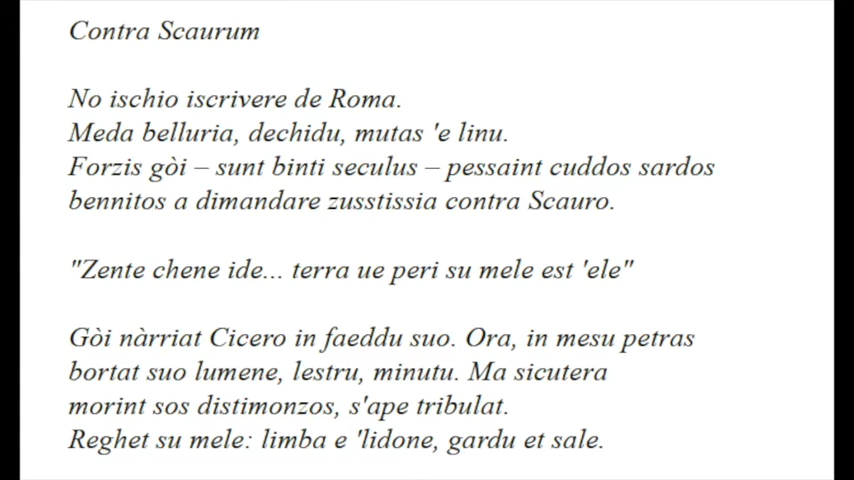 Contra Scaurum
No ischio iscrivere de Roma.
Meda belluria, dechidu, mutas 'e linu.
Forzis gòi – sunt binti seculus – pessaint cuddos sardos
bennitos a dimandare zusstissia contra Scauro.
"Zente chene ide... terra ue peri su mele est 'ele"
Gòi nàrriat Cicero in faeddu suo. Ora, in mesu petras
bortat suo lumene, lestru, minutu. Ma sicutera
morint sos distimonzos, s'ape tribulat.
Reghet su mele: limba e 'lidone, gardu et sale.